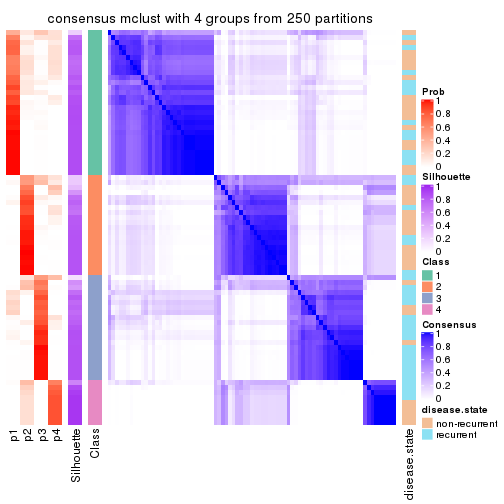 consensus mclust with 4 groups from 250 partitions
Prob
1
0.8
0.6
0.4
0.2
0
Silhouette
1
0.8
0.6
0.4
0.2
0
Class
1
2
3
4
Consensus
1
0.8
0.6
0.4
0.2
0
disease.state
non-recurrent
recurrent
p1
p2
p3
p4
Silhouette
Class
disease.state